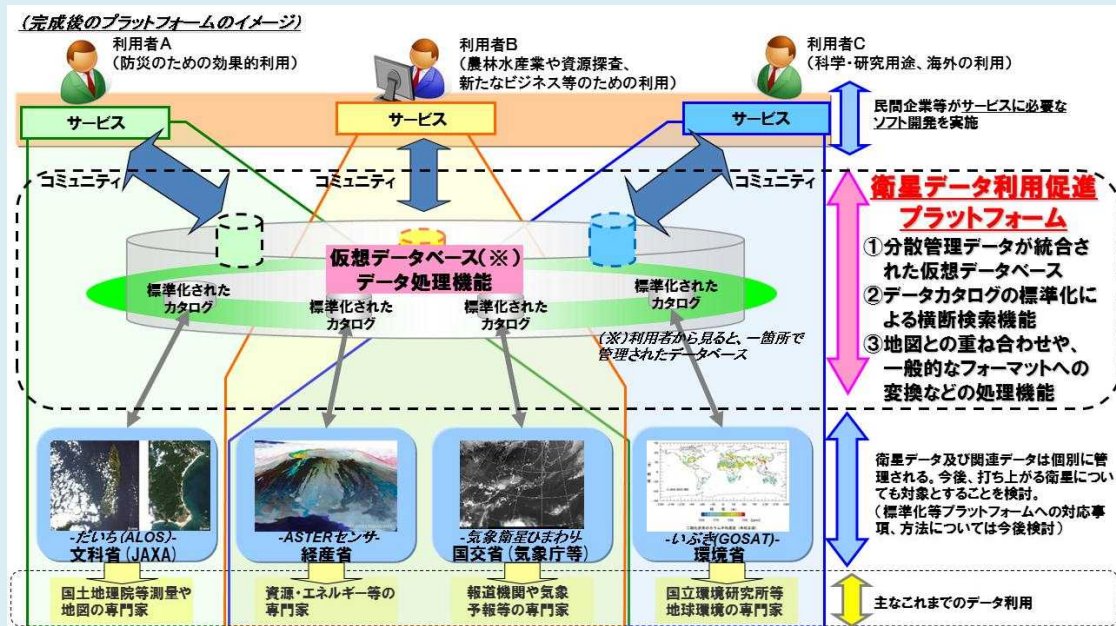 (完成後のプラットフォームのイメージ)
利用者A
(防災のための効果的利用)
利用者B
(農林水産業や資源探査、
新たなビジネス等のための利用)
利用者C
(科学・研究用途、海外の利用)
サービス
サービス
サービス
民間企業等がサービスに必要な
ソフト開発を実施
コミュニティ
コミュニティ
コミュニティ
衛星データ利用促進
プラットフォーム
①分散管理データが統合さ
れた仮想データベース
②データカタログの標準化に
よる横断検索機能
③地図との重ね合わせや、
一般的なフォーマットへの
変換などの処理機能
仮想データベース(※)
データ処理機能
標準化された
カタログ
標準化された
カタログ
標準化された
カタログ
標準化された
カタログ
(※)利用者から見ると、一箇所で
管理されたデータベース
-だいち(ALOS)-
文科省(JAXA)
-ASTERセンサ-
経産省
-気象衛星ひまわり-
国交省(気象庁等)
-いぶき(GOSAT)-
環境省
衛星データ及び関連データは個別に管
理される。今後、打ち上がる衛星につい
ても対象とすることを検討。
(標準化等プラットフォームへの対応事
項、方法については今後検討)
国土地理院等測量や
地図の専門家
資源・エネルギー等の
専門家
報道機関や気象
予報等の専門家
国立環境研究所等
地球環境の専門家
主なこれまでのデータ利用